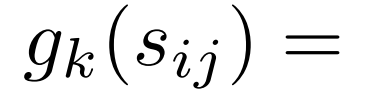 g_k(s_{ij}) =